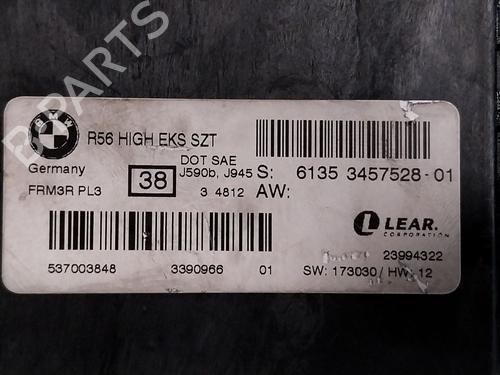 BMW
R56 HIGH EKS SZT
Germany
FRM3R PL3
38
DOT SAE
J590b, J945
3 4812
S: 6135 3457528-01
AW:
LEAR.
CORPORATION
537003848
3390966 01
23994322
SW: 173030/ HW: 12
B-PARTS